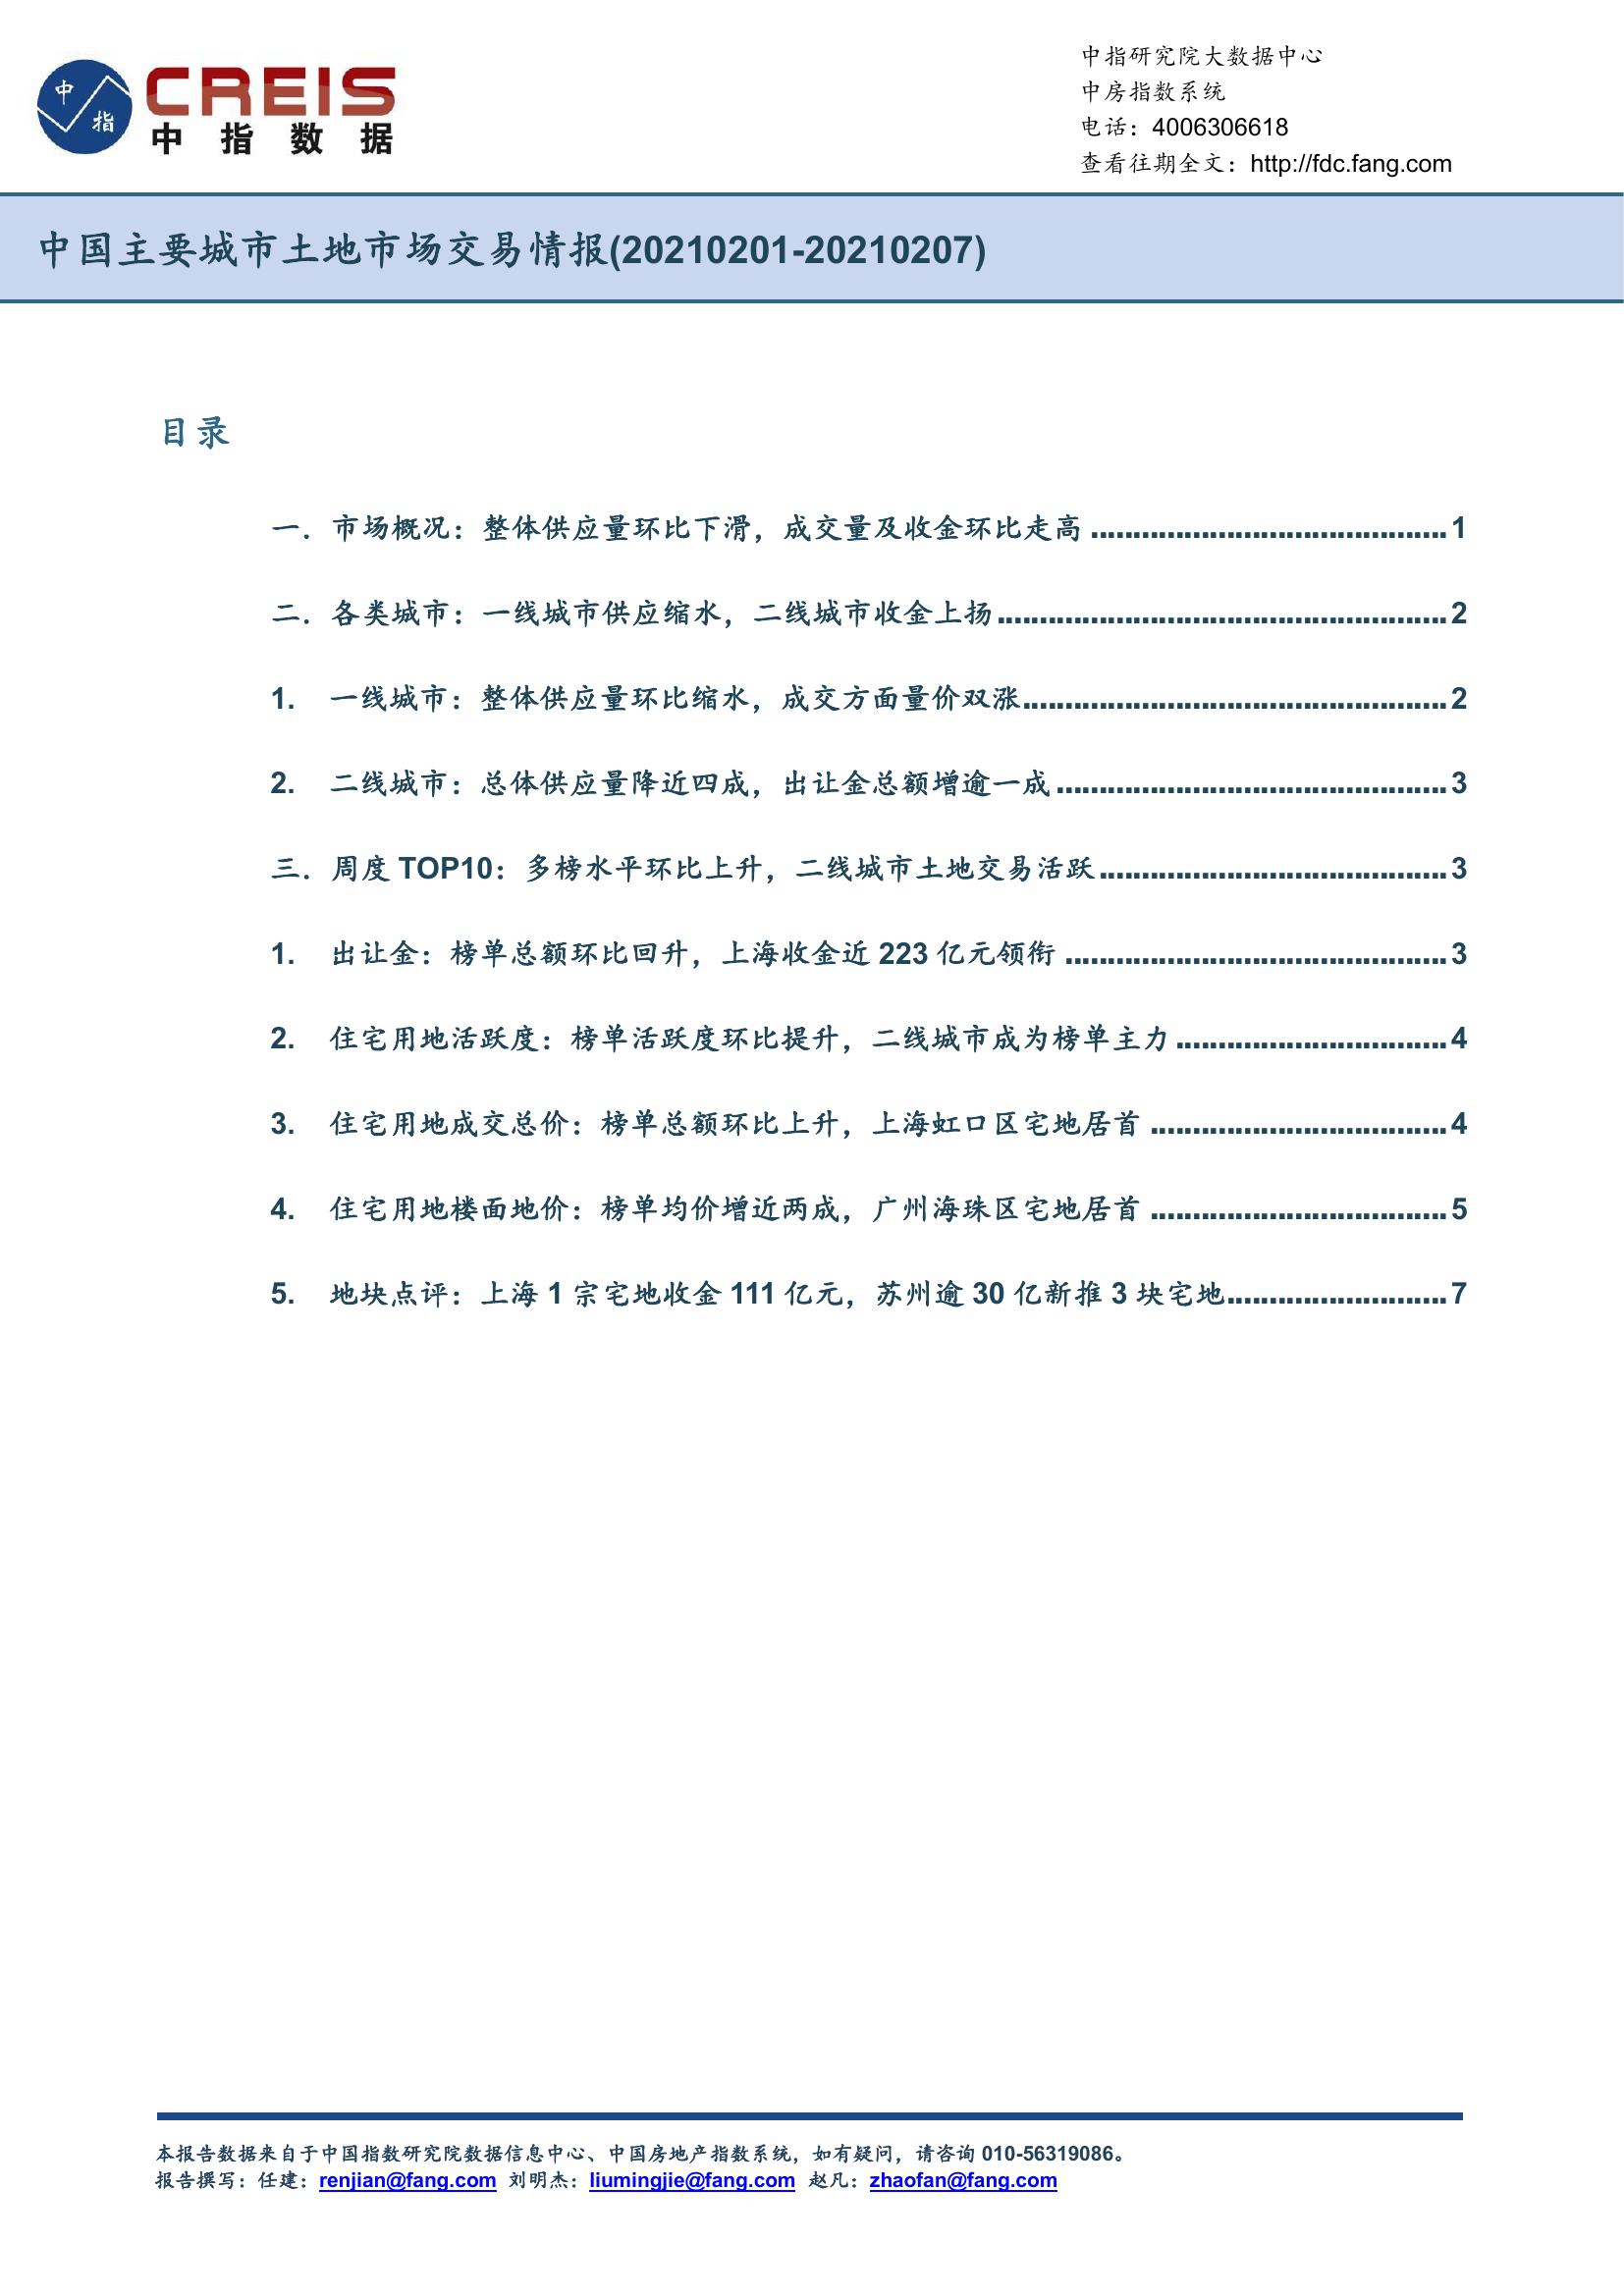 中指
CREIS
中指数据
中指研究院大数据中心
中房指数系统
电话：4006306618
查看往期全文：http://fdc.fang.com
中国主要城市土地市场交易情报(20210201-20210207)
目录
一. 市场概况：整体供应量环比下滑，成交量及收金环比走高 ........................................ 1
二. 各类城市：一线城市供应缩水，二线城市收金上扬 ........................................ 2
1. 一线城市：整体供应量环比缩水，成交方面量价双涨 ........................................ 2
2. 二线城市：总体供应量降近四成，出让金总额增逾一成 ........................................ 3
三. 周度 TOP10：多榜水平环比上升，二线城市土地交易活跃 ........................................ 3
1. 出让金：榜单总额环比回升，上海收金近 223 亿元领衔 ........................................ 3
2. 住宅用地活跃度：榜单活跃度环比提升，二线城市成为榜单主力 ........................................ 4
3. 住宅用地成交总价：榜单总额环比上升，上海虹口区宅地居首 ........................................ 4
4. 住宅用地楼面地价：榜单均价增近两成，广州海珠区宅地居首 ........................................ 5
5. 地块点评：上海 1 宗宅地收金 111 亿元，苏州逾 30 亿新推 3 块宅地 ........................................ 7
本报告数据来自于中国指数研究院数据信息中心、中国房地产指数系统，如有疑问，请咨询 010-56319086。
报告撰写：任建：renjian@fang.com 刘明杰：liumingjie@fang.com 赵凡：zhaofan@fang.com